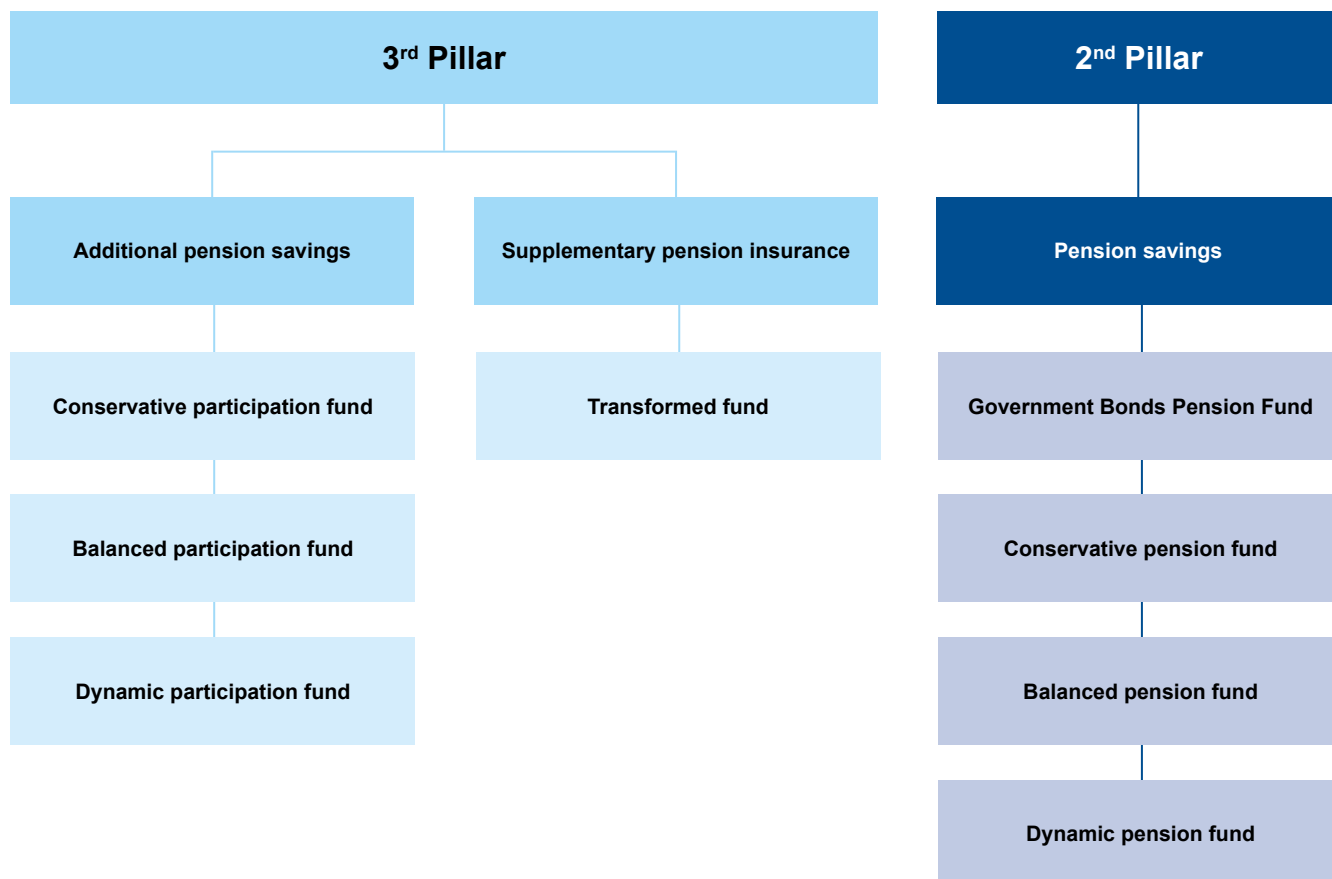 3rd Pillar
2nd Pillar
Additional pension savings
Supplementary pension insurance
Pension savings
Conservative participation fund
Transformed fund
Government Bonds Pension Fund
Balanced participation fund
Conservative pension fund
Dynamic participation fund
Balanced pension fund
Dynamic pension fund